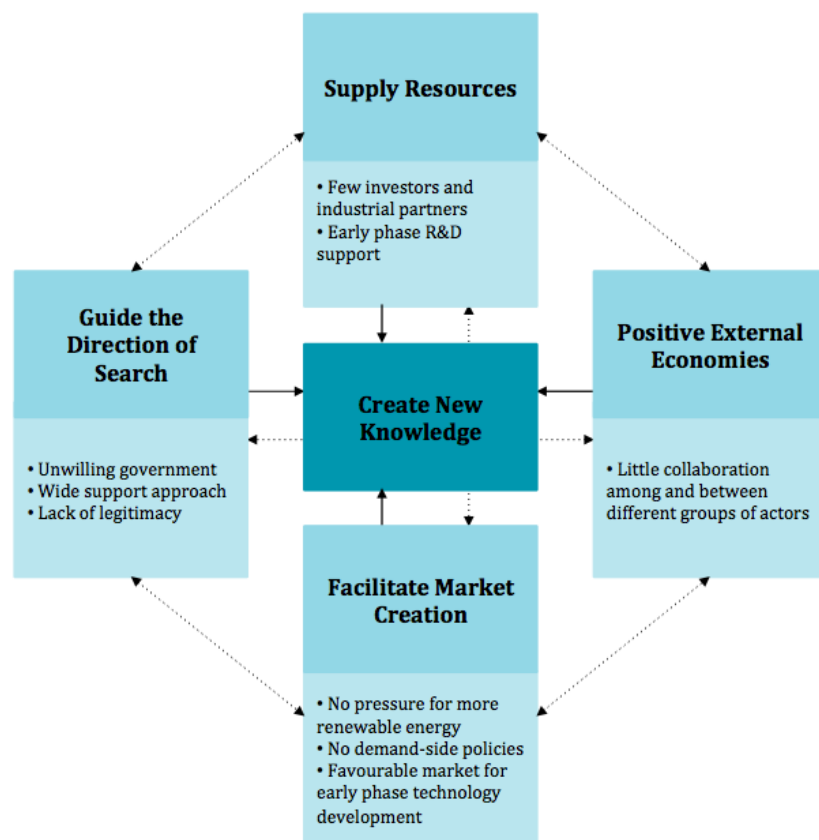 Supply Resources
• Few investors and
industrial partners
• Early phase R&D
support
Guide the
Direction of
Search
• Unwilling government
• Wide support approach
• Lack of legitimacy
Create New
Knowledge
Positive External
Economies
• Little collaboration
among and between
different groups of actors
Facilitate Market
Creation
• No pressure for more
renewable energy
• No demand-side policies
• Favourable market for
early phase technology
development